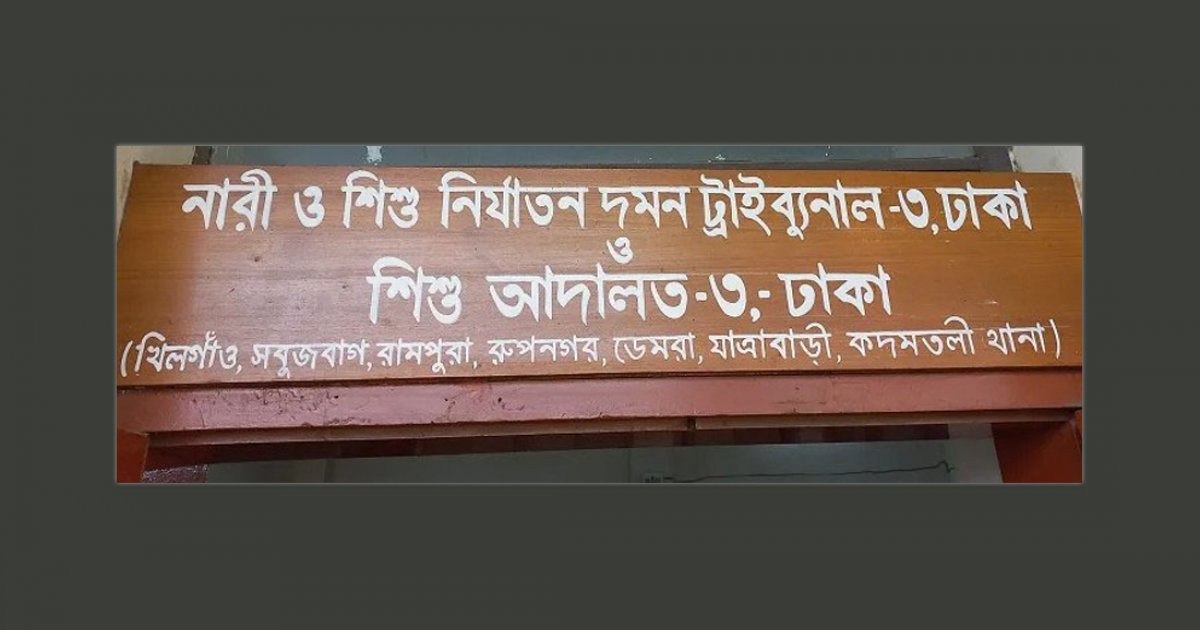 নারী ও শিশু নির্যাতন দমন ট্রাইব্যুনাল-৩, ঢাকা
ও
শিশু আদালত-৩,- ঢাকা
(খিলগাঁও, সবুজবাগ, রামপুরা, রুপনগর, ডেমরা, যাত্রাবাড়ী, কদমতলী থানা)